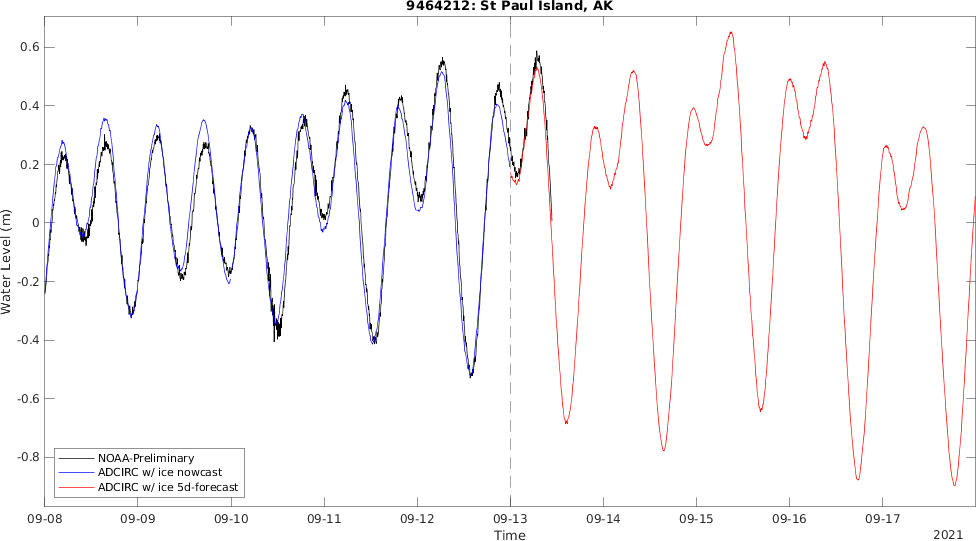 9464212: St Paul Island, AK
0.6
0.4
0.2
0
-0.2
-0.4
-0.6
-0.8
Water Level (m)
NOAA-Preliminary
ADCIRC w/ ice nowcast
ADCIRC w/ ice 5d-forecast
09-08 09-09 09-10 09-11 09-12 09-13 09-14 09-15 09-16 09-17
Time
2021